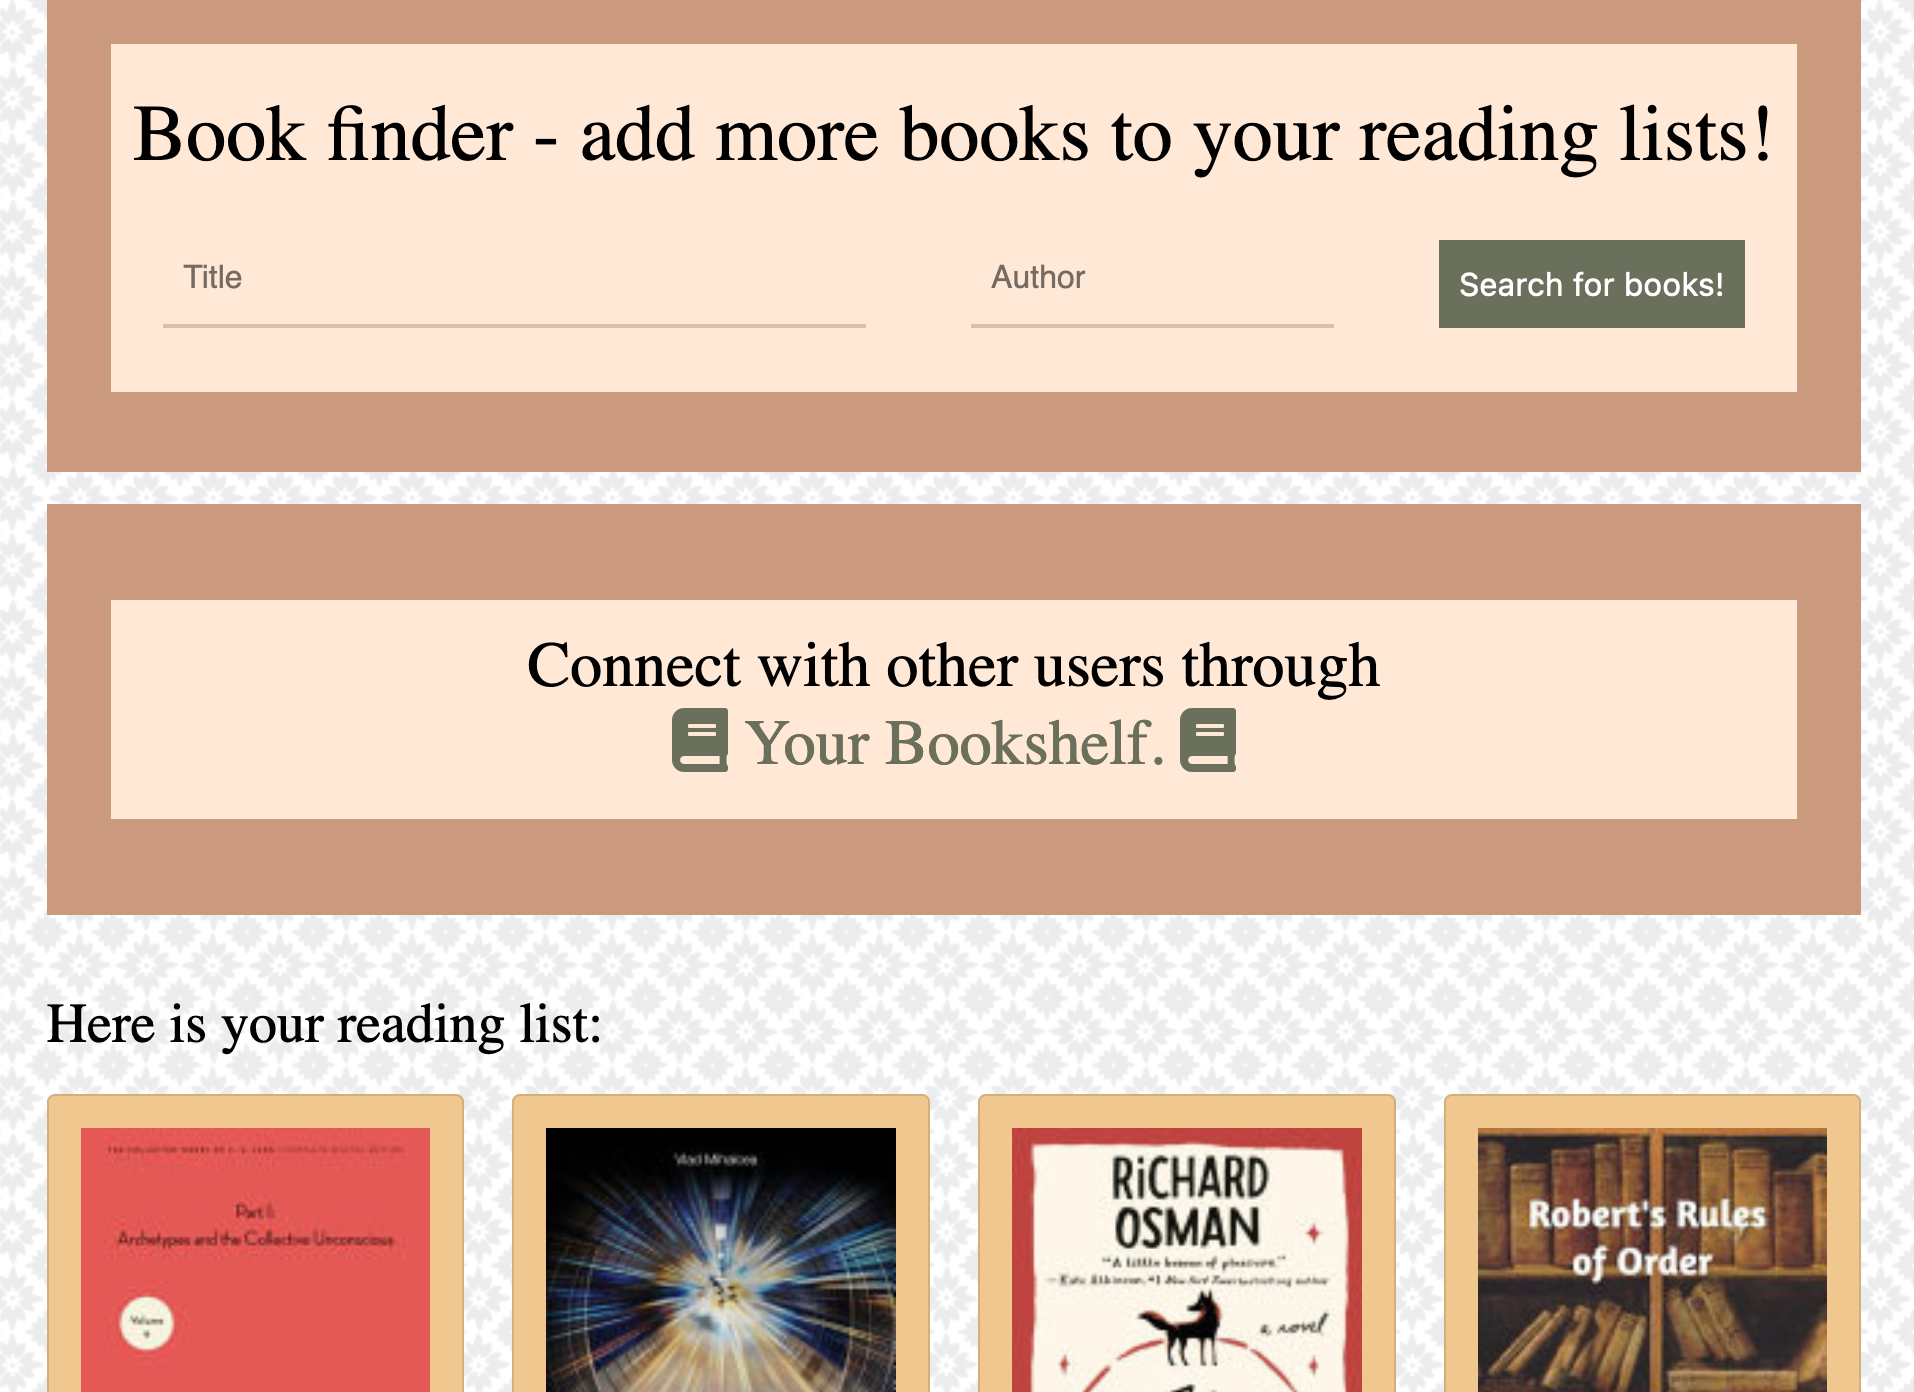 Book finder - add more books to your reading lists!
Title
Author
Search for books!
Connect with other users through
Your Bookshelf.
Here is your reading list:
Part I:
Archetypes and the Collective Unconscious
Volume
9
Vlad Mihalcea
RiCHARD
OSMAN
"A little beacon of pleasure."
—Kate Atkinson, #1 New York Times bestselling author
a novel
Robert's Rules
of Order